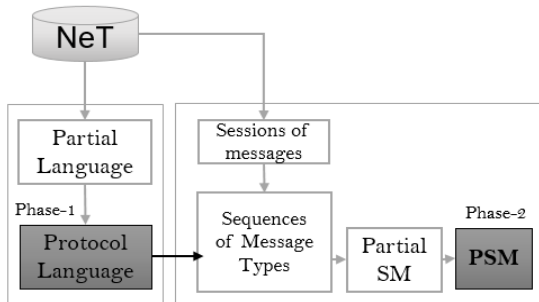 NeT
Partial
Language
Phase-1
Protocol
Language
Sessions of
messages
Sequences
of Message
Types
Partial
SM
Phase-2
PSM